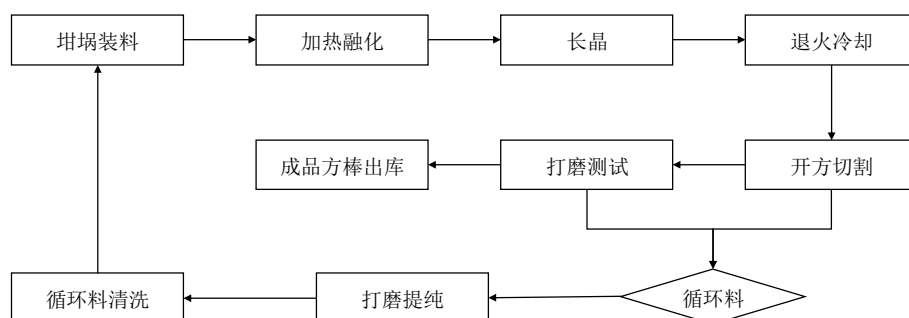 坩埚装料
加热融化
长晶
退火冷却
成品方棒出库
打磨测试
开方切割
循环料清洗
打磨提纯
循环料